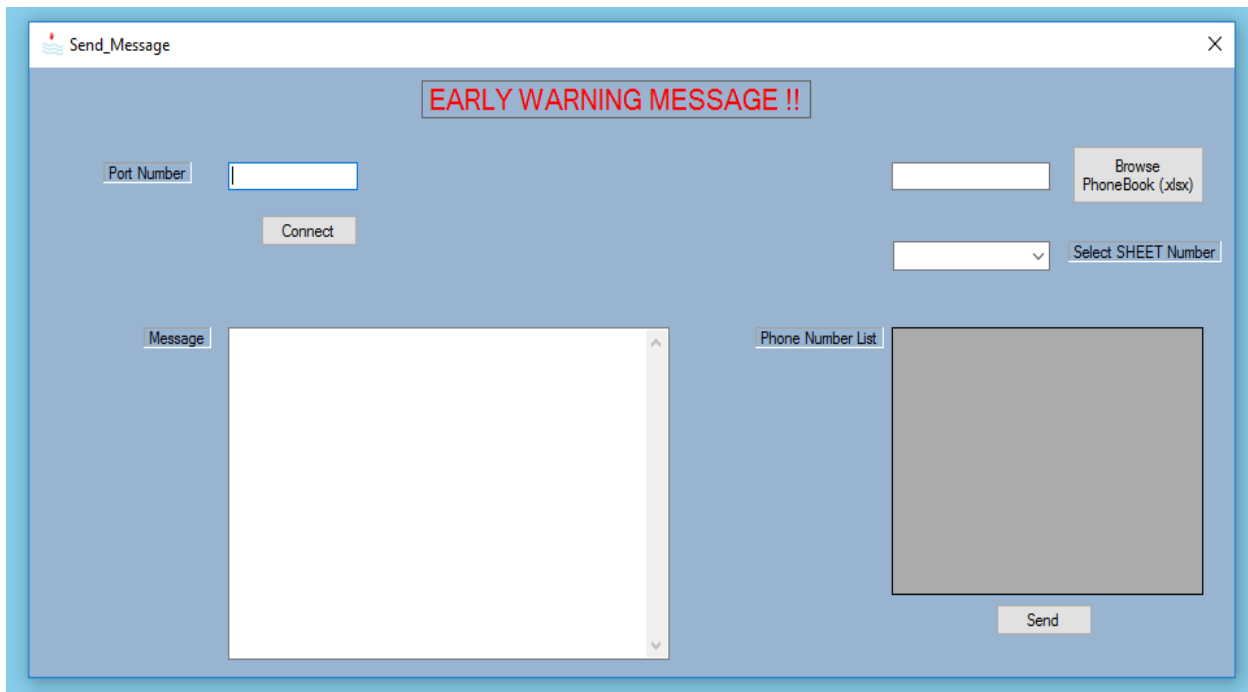 Send_Message
EARLY WARNING MESSAGE !!
Port Number
Browse
PhoneBook (.xlsx)
Connect
Select SHEET Number
Message
Phone Number List
Send